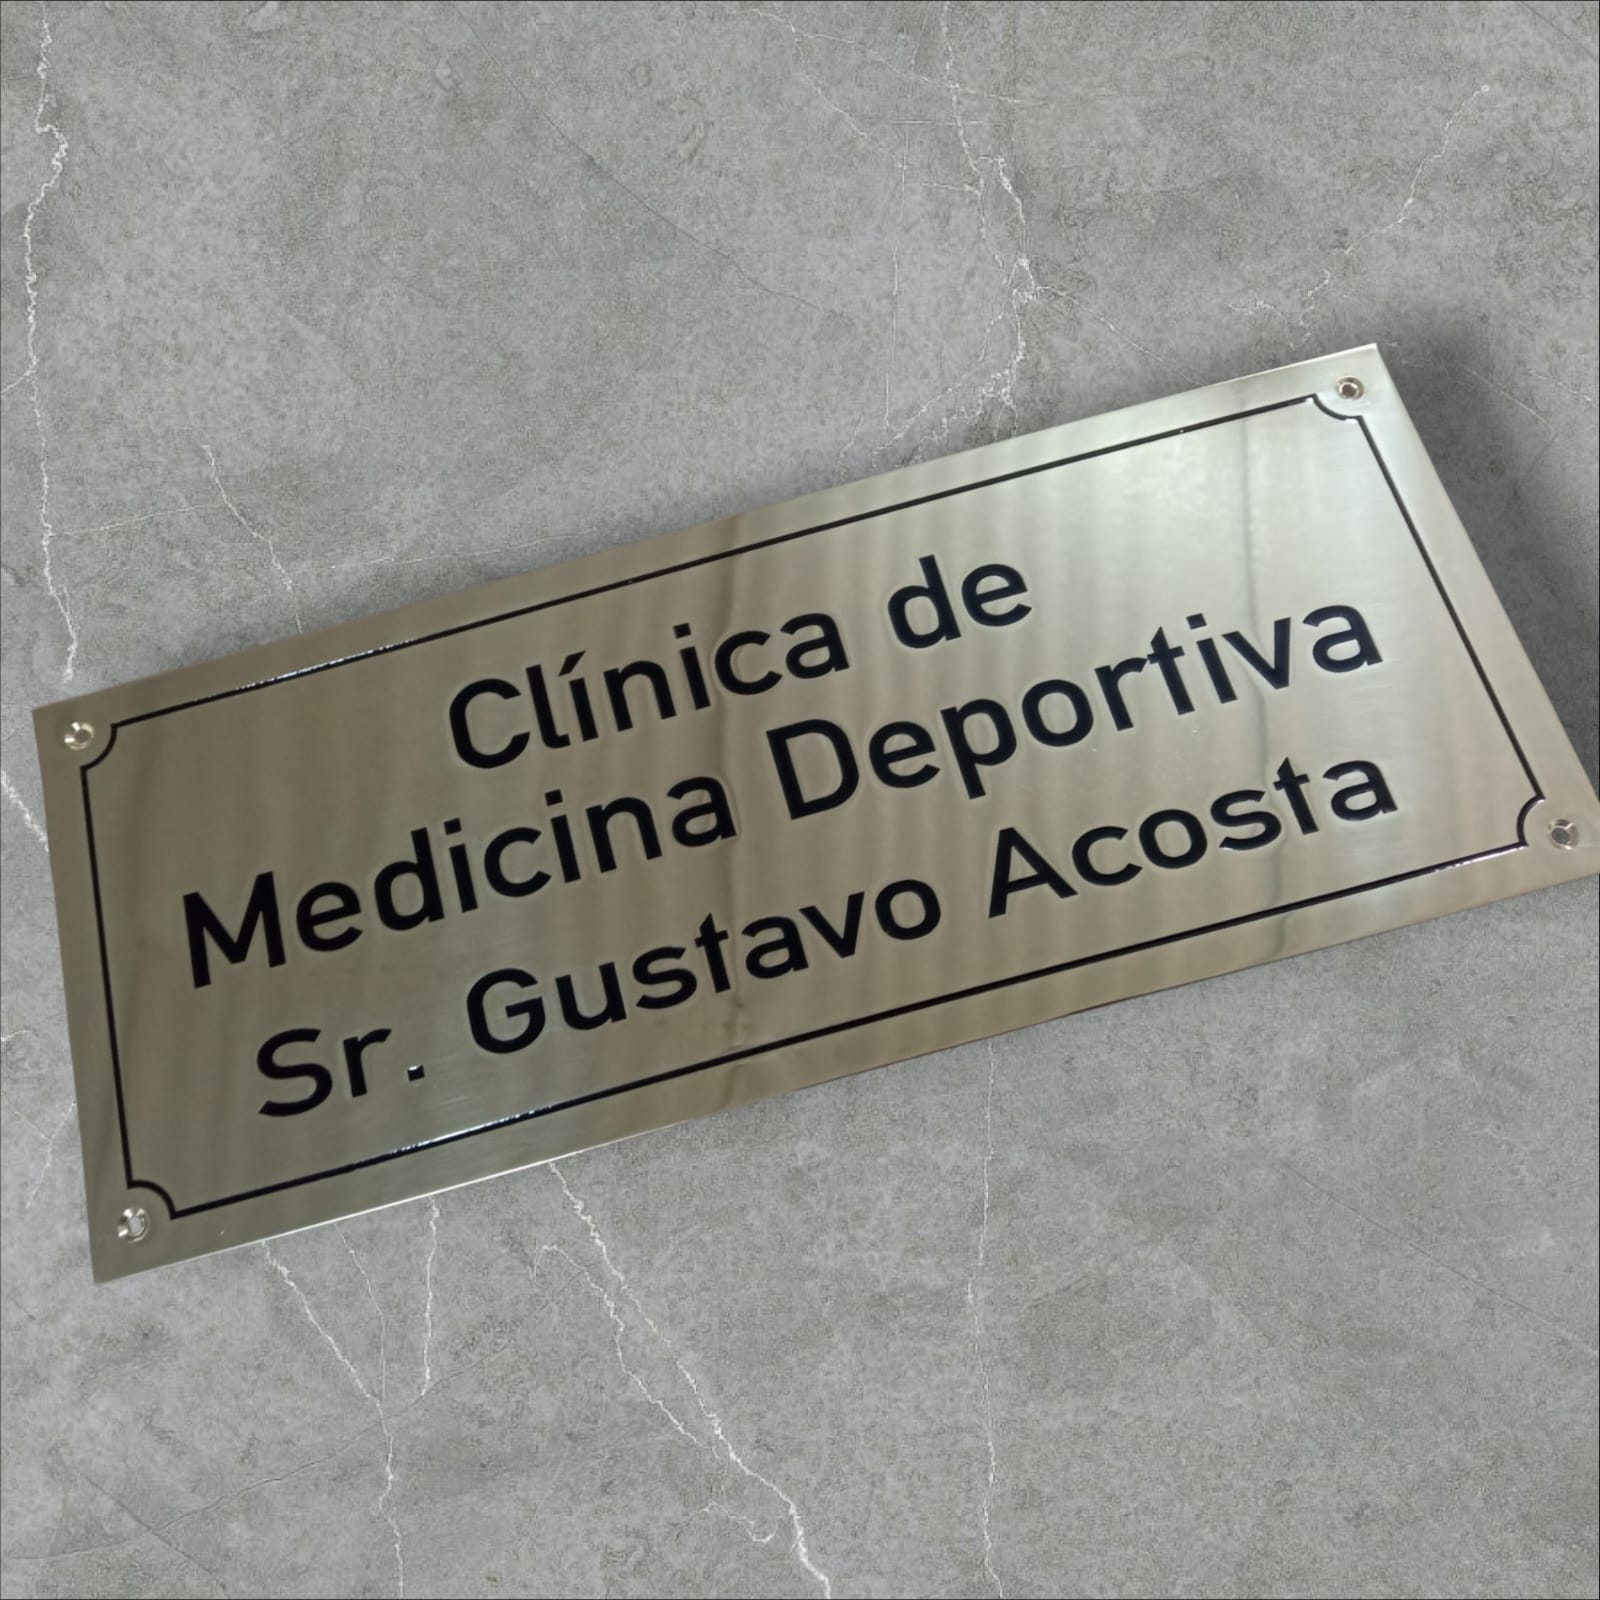 Clínica de
Medicina Deportiva
Sr. Gustavo Acosta